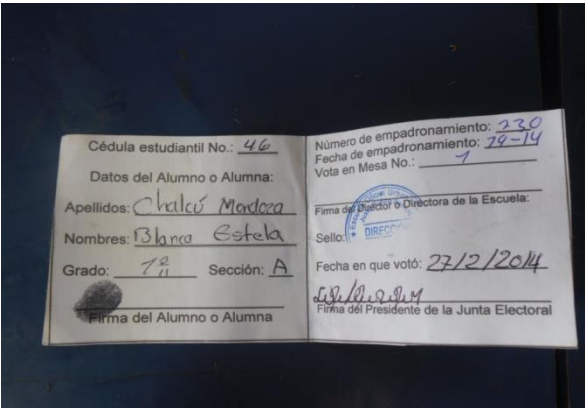 Cédula estudiantil No.: 46
Datos del Alumno o Alumna:
Apellidos: Chalcú Mendoza
Nombres: Blanca Estela
Grado: 1º Sección: A
Firma del Alumno o Alumna
Número de empadronamiento: 230
Fecha de empadronamiento: 29-14
Vota en Mesa No.: 1
Firma del Director o Directora de la Escuela:
Sello:
DIRECCIÓN
Fecha en que votó: 27/2/2014
Firma del Presidente de la Junta Electoral